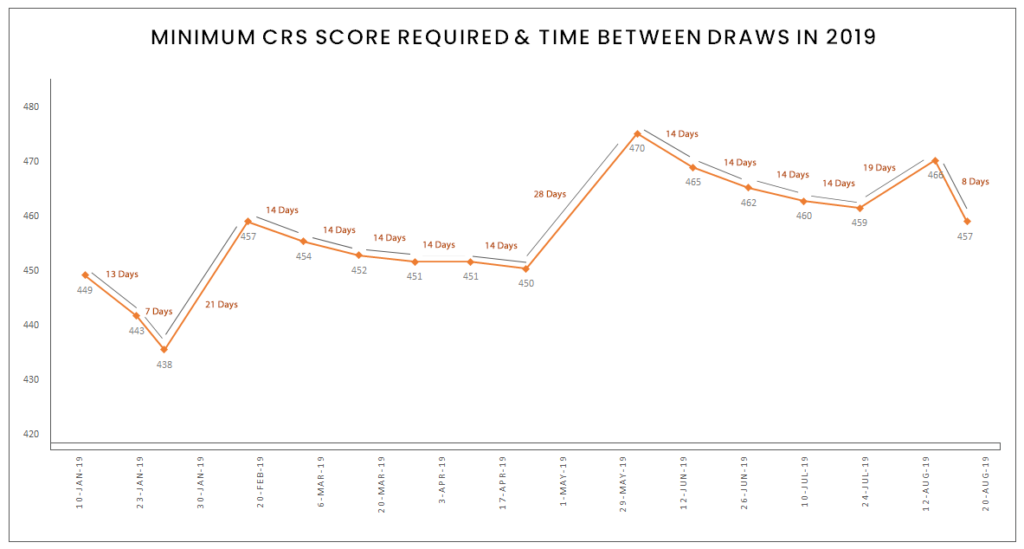 MINIMUM CRS SCORE REQUIRED & TIME BETWEEN DRAWS IN 2019
480
470
460
450
440
430
420
449
13 Days
443
7 Days
438
21 Days
457
14 Days
454
14 Days
452
14 Days
451
14 Days
451
14 Days
450
28 Days
470
14 Days
465
14 Days
462
14 Days
460
14 Days
459
19 Days
466
8 Days
457
10-JAN-19
23-JAN-19
30-JAN-19
20-FEB-19
6-MAR-19
20-MAR-19
3-APR-19
17-APR-19
1-MAY-19
29-MAY-19
12-JUN-19
26-JUN-19
10-JUL-19
24-JUL-19
12-AUG-19
20-AUG-19